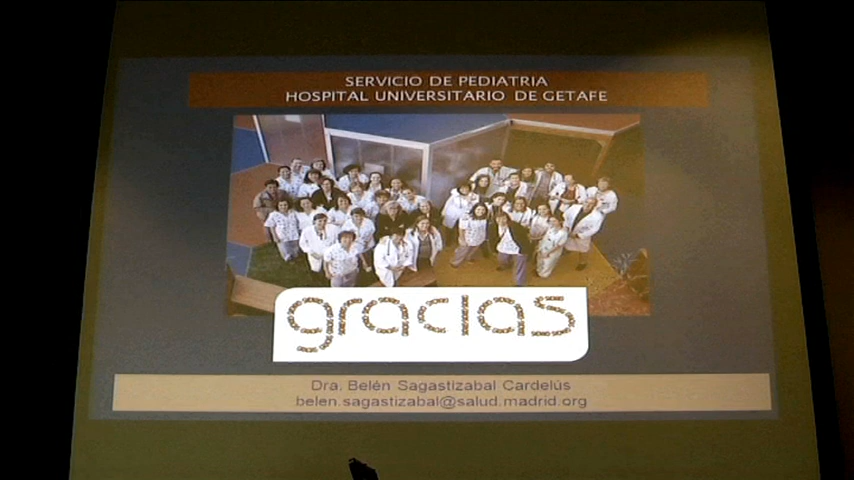 SERVICIO DE PEDIATRIA
HOSPITAL UNIVERSITARIO DE GETAFE
gracias
Dra. Belén Sagastizabal Cardelús
belen.sagastizabal@salud.madrid.org